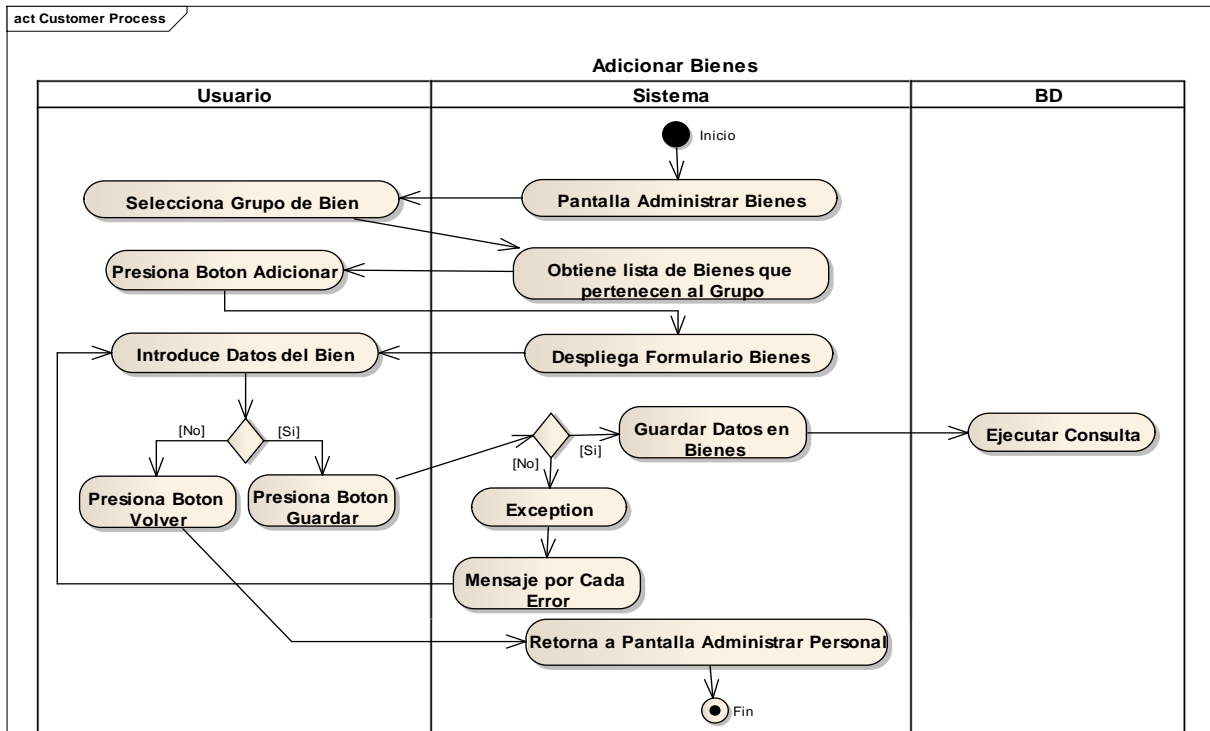 act Customer Process
Adicionar Bienes
Usuario
Sistema
BD
Inicio
Selecciona Grupo de Bien
Pantalla Administrar Bienes
Presiona Boton Adicionar
Obtiene lista de Bienes que
pertenecen al Grupo
Introduce Datos del Bien
Despliega Formulario Bienes
[No]
[Si]
Guardar Datos en
Bienes
Ejecutar Consulta
[No]
[Si]
Presiona Boton
Volver
Presiona Boton
Guardar
Exception
Mensaje por Cada
Error
Retorna a Pantalla Administrar Personal
Fin